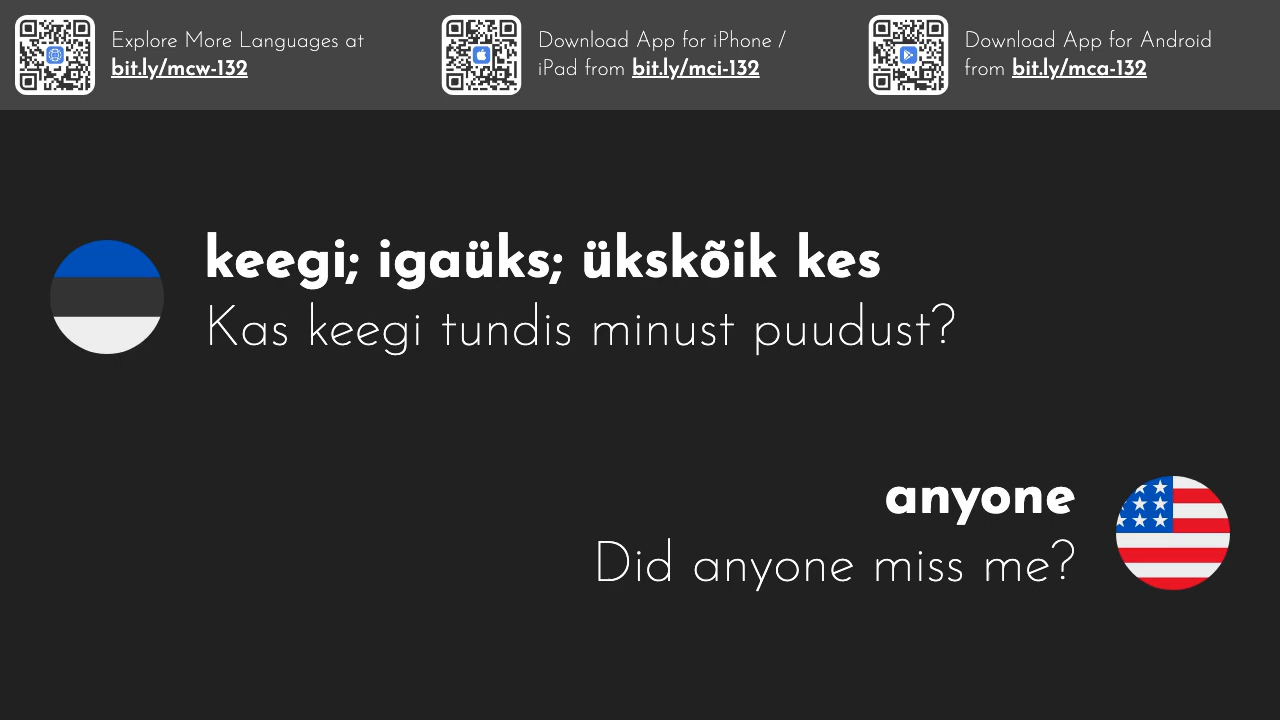 Explore More Languages at
bit.ly/mcw-132
Download App for iPhone /
iPad from bit.ly/mci-132
Download App for Android
from bit.ly/mca-132
keegi; igaüks; ükskõik kes
Kas keegi tundis minust puudust?
anyone
Did anyone miss me?